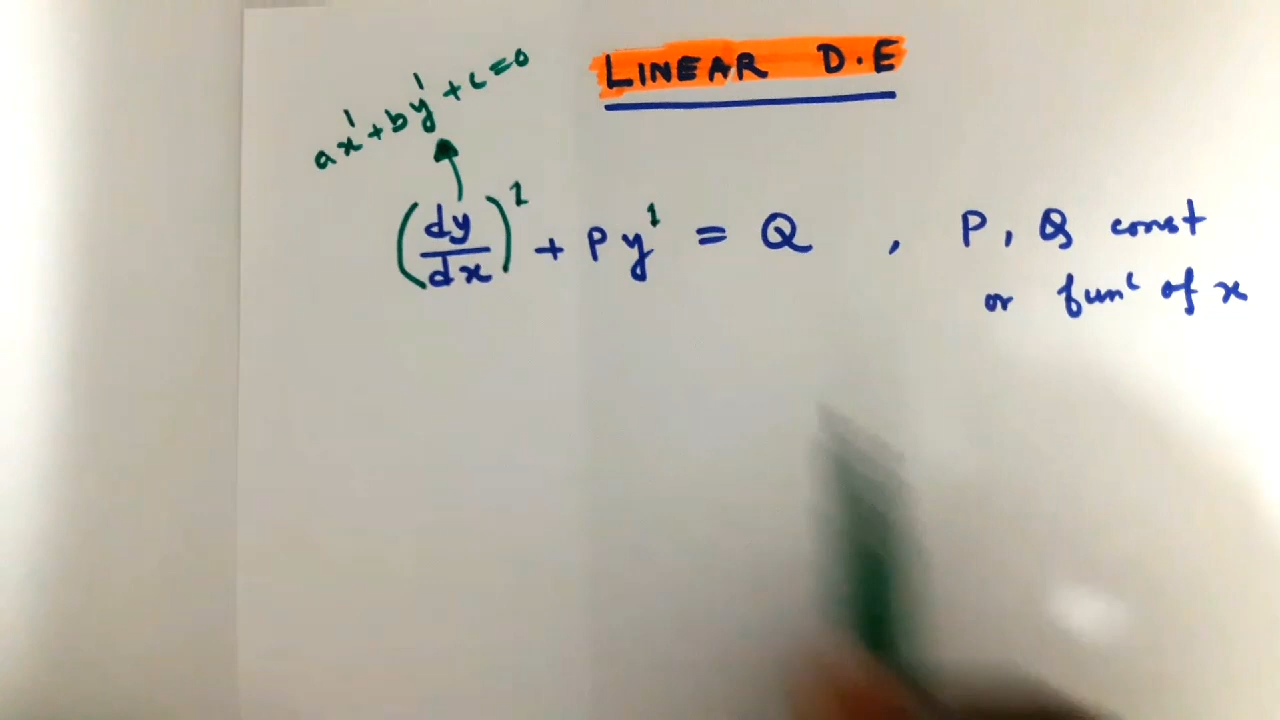 LINEAR D.E
ax¹+by¹+c=0
(dy/dx)¹ + Py¹ = Q , P, Q const
or funᶜ of x